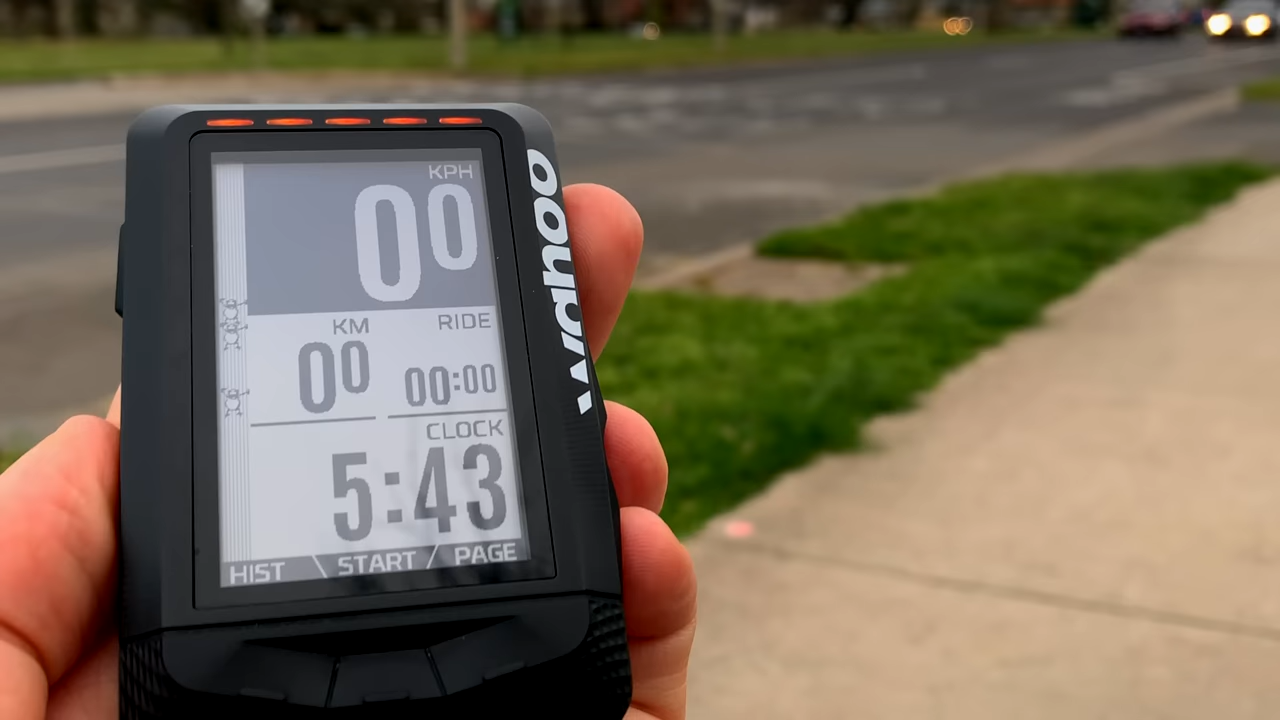 KPH
00
KM RIDE
00 00:00
CLOCK
5:43
HIST START PAGE
wahoo